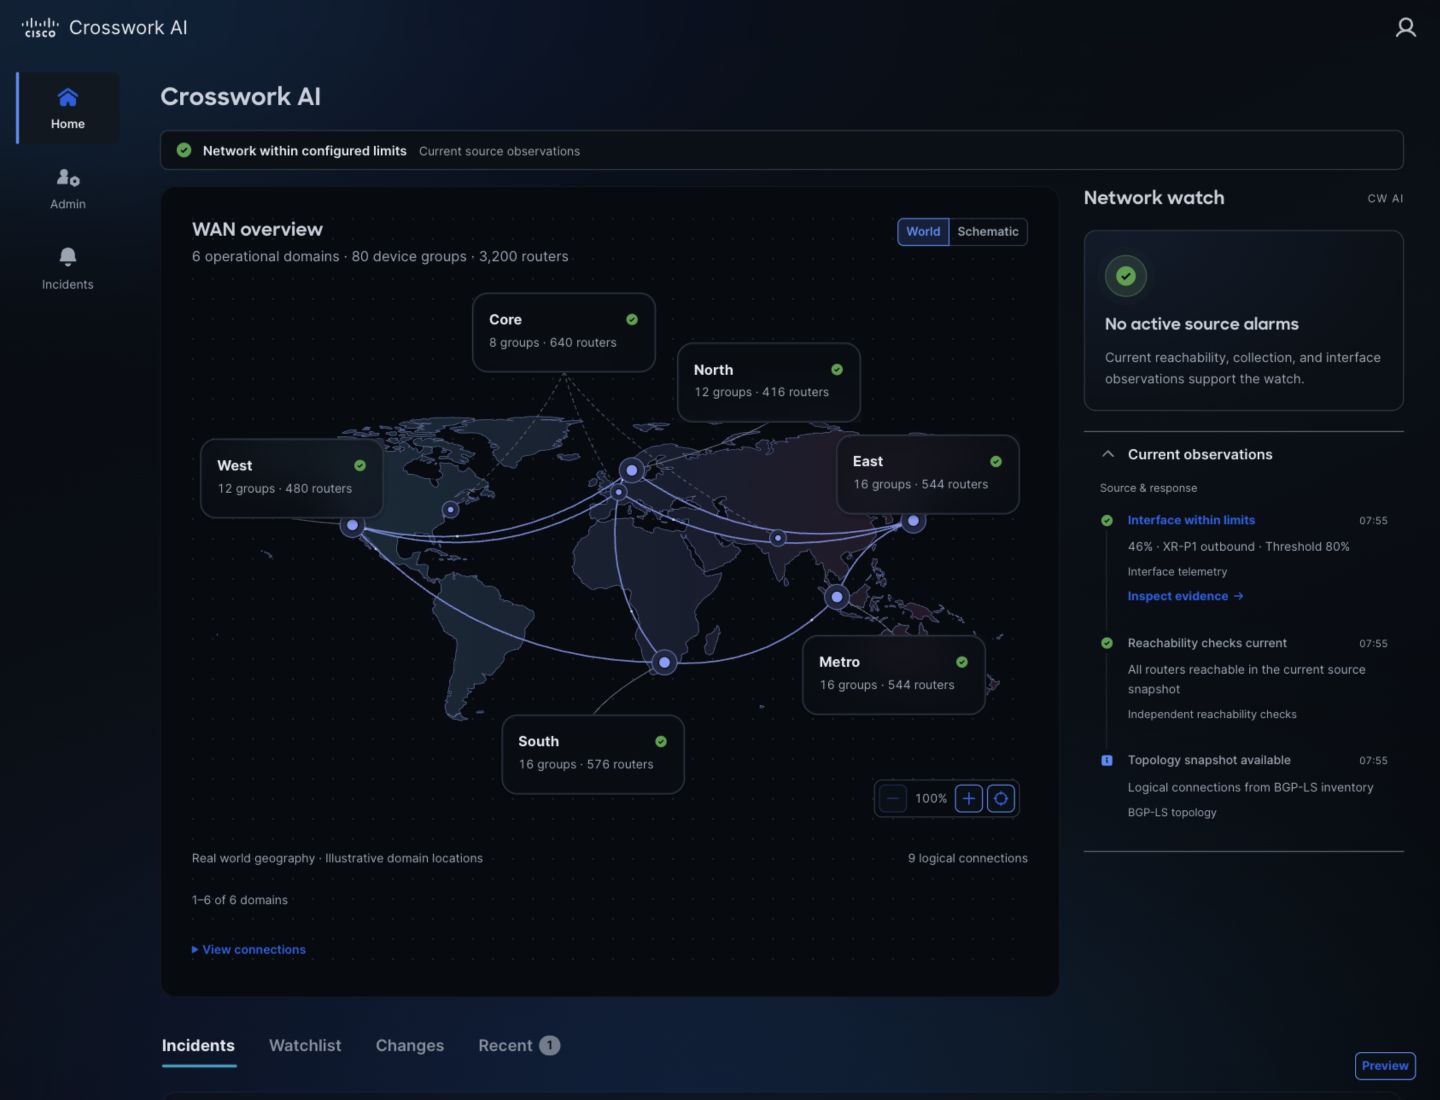 CISCO
Crosswork AI
Home
Admin
Incidents
Crosswork AI
Network within configured limits Current source observations
WAN overview
6 operational domains · 80 device groups · 3,200 routers
World Schematic
Core
8 groups · 640 routers
North
12 groups · 416 routers
West
12 groups · 480 routers
East
16 groups · 544 routers
Metro
16 groups · 544 routers
South
16 groups · 576 routers
100%
Real world geography · Illustrative domain locations
9 logical connections
1–6 of 6 domains
View connections
Network watch
CW AI
No active source alarms
Current reachability, collection, and interface
observations support the watch.
Current observations
Source & response
Interface within limits 07:55
46% · XR-P1 outbound · Threshold 80%
Interface telemetry
Inspect evidence →
Reachability checks current 07:55
All routers reachable in the current source
snapshot
Independent reachability checks
Topology snapshot available 07:55
Logical connections from BGP-LS inventory
BGP-LS topology
Incidents Watchlist Changes Recent 1
Preview